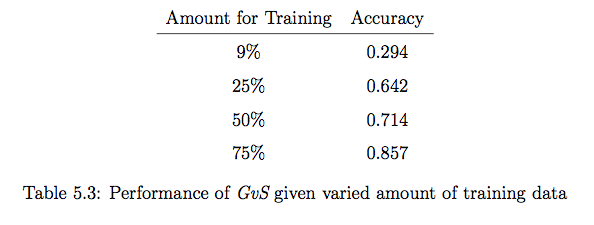 Amount for Training Accuracy
9% 0.294
25% 0.642
50% 0.714
75% 0.857
Table 5.3: Performance of GvS given varied amount of training data